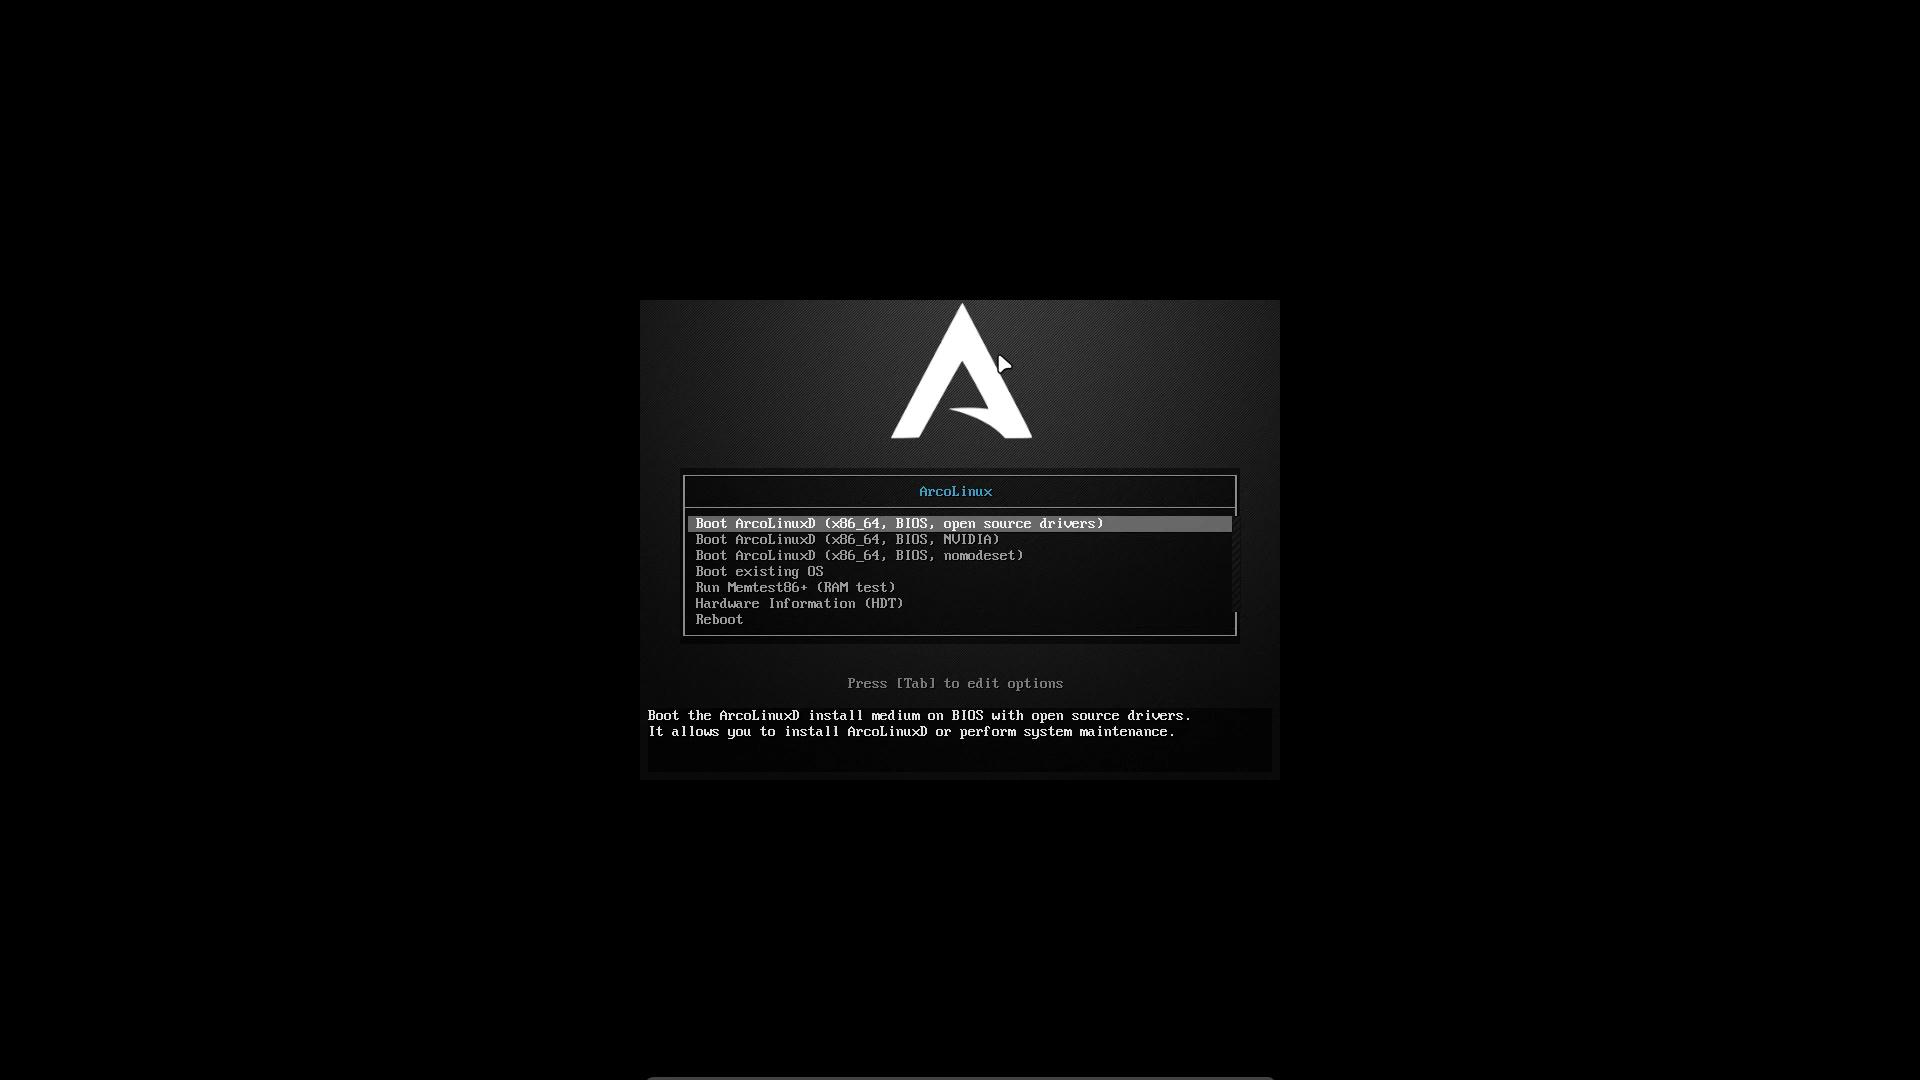 ArcoLinux
Boot ArcoLinuxD (x86_64, BIOS, open source drivers)
Boot ArcoLinuxD (x86_64, BIOS, NVIDIA)
Boot ArcoLinuxD (x86_64, BIOS, nomodeset)
Boot existing OS
Run Memtest86+ (RAM test)
Hardware Information (HDT)
Reboot
Press [Tab] to edit options
Boot the ArcoLinuxD install medium on BIOS with open source drivers.
It allows you to install ArcoLinuxD or perform system maintenance.